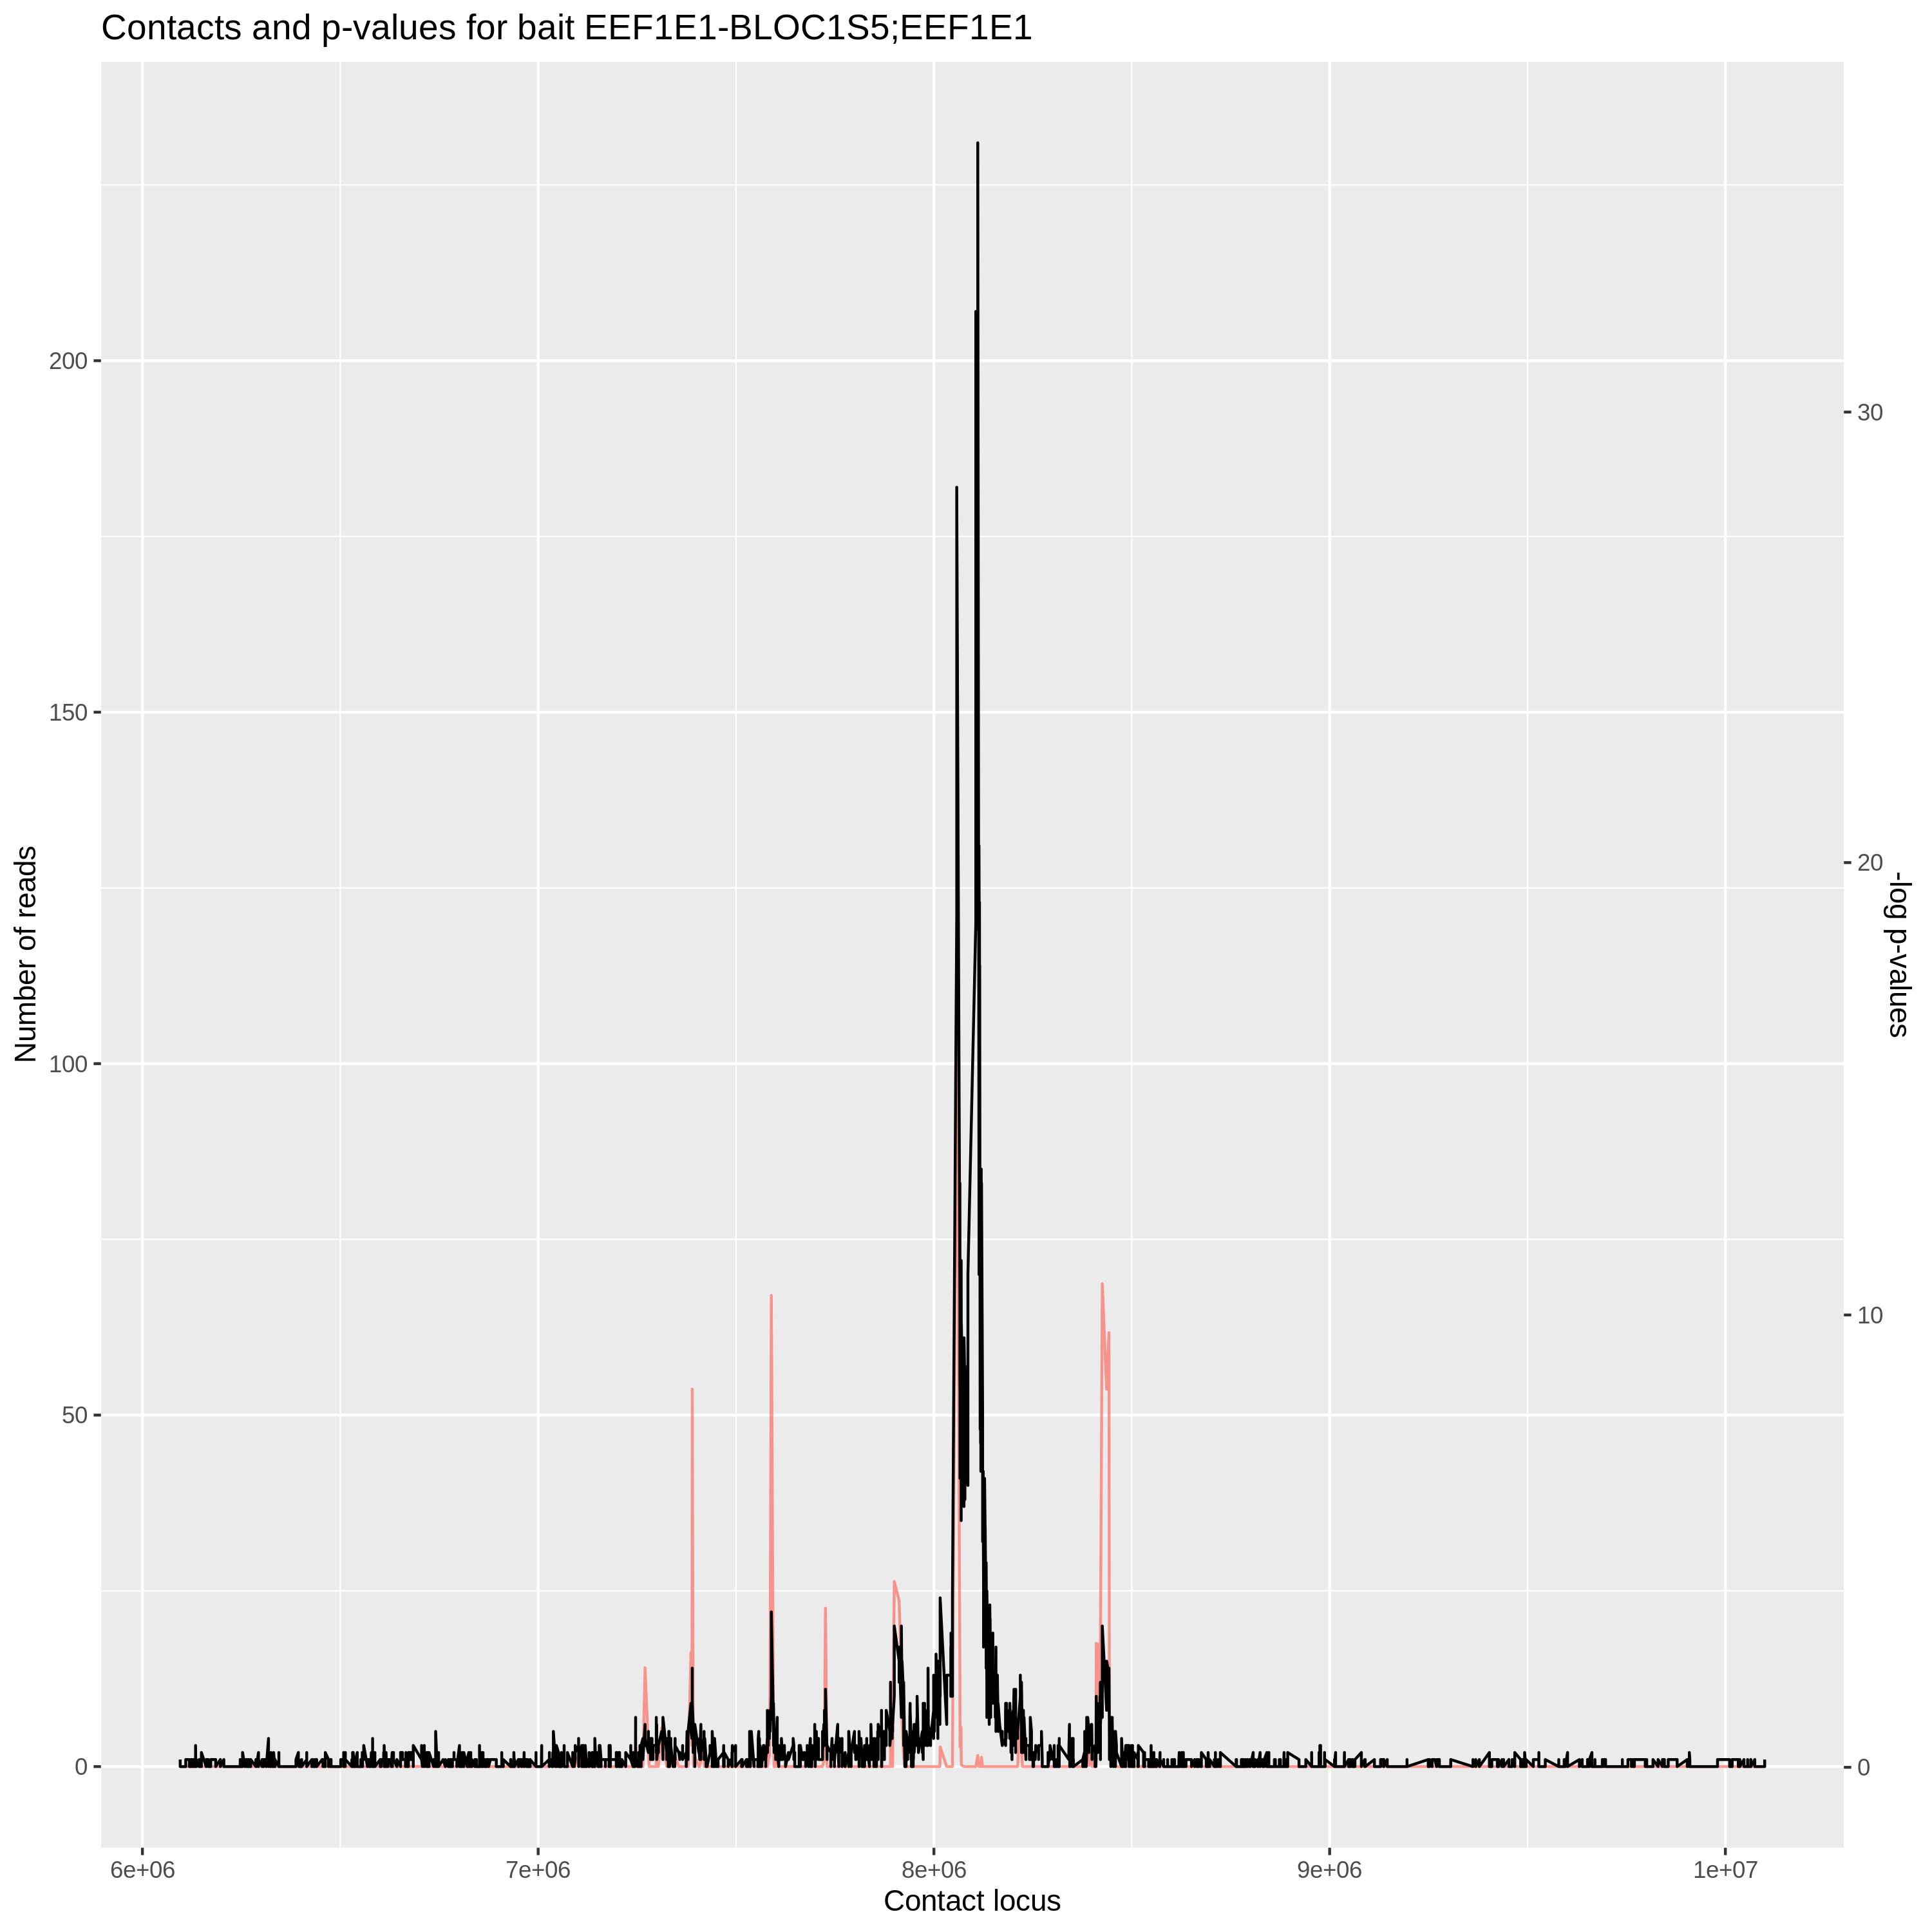 Contacts and p-values for bait EEF1E1-BLOC1S5;EEF1E1
Number of reads
200
150
100
50
0
30
20
10
0
-log p-values
6e+06 7e+06 8e+06 9e+06 1e+07
Contact locus